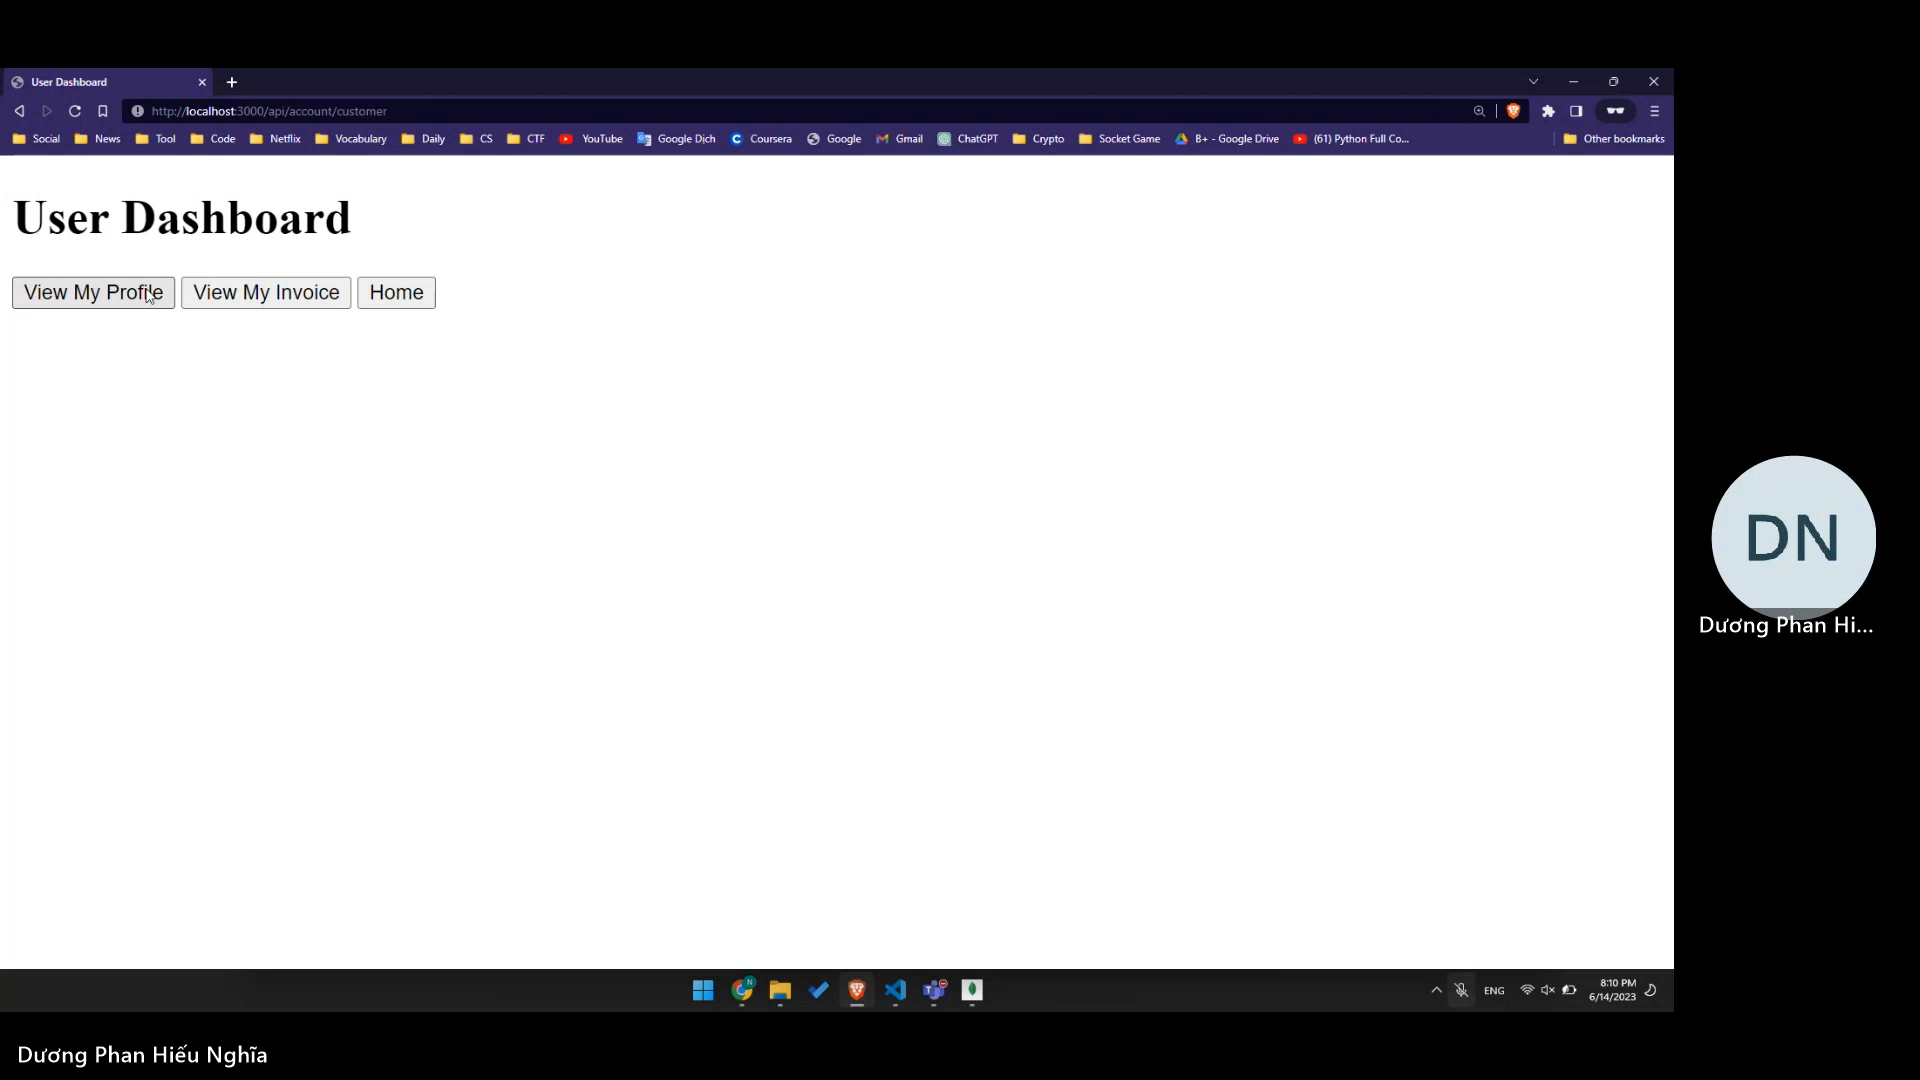 User Dashboard
http://localhost:3000/api/account/customer
Social News Tool Code Netflix Vocabulary Daily CS CTF YouTube Google Dịch Coursera Google Gmail ChatGPT Crypto Socket Game B+ - Google Drive (61) Python Full Co... Other bookmarks
User Dashboard
View My Profile View My Invoice Home
DN
Dương Phan Hi...
ENG 8:10 PM
6/14/2023
Dương Phan Hiếu Nghĩa